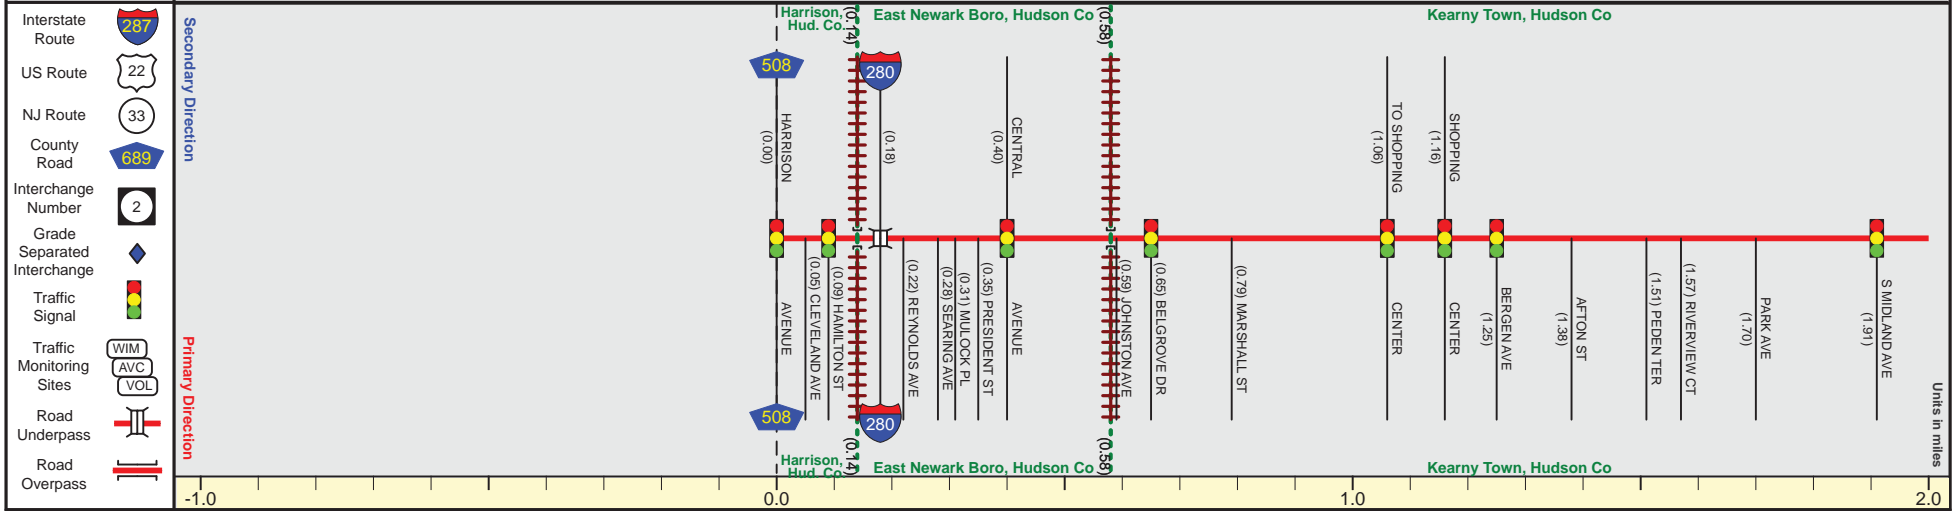 Interstate
Route
287
US Route
22
NJ Route
33
County
Road
689
Interchange
Number
2
Grade
Separated
Interchange
Traffic
Signal
Traffic
Monitoring
Sites
WIM
AVC
VOL
Road
Underpass
Road
Overpass
Secondary Direction
Primary Direction
Harrison,
Hud. Co.
(0.14)
East Newark Boro, Hudson Co
(0.58)
Kearny Town, Hudson Co
508
280
HARRISON
(0.00)
(0.18)
CENTRAL
(0.40)
TO SHOPPING
(1.06)
SHOPPING
(1.16)
AVENUE
(0.05) CLEVELAND AVE
(0.09) HAMILTON ST
(0.22) REYNOLDS AVE
(0.28) SEARING AVE
(0.31) MULOCK PL
(0.35) PRESIDENT ST
AVENUE
(0.59) JOHNSTON AVE
(0.65) BELGROVE DR
(0.79) MARSHALL ST
CENTER
CENTER
BERGEN AVE
(1.25)
AFTON ST
(1.38)
(1.51) PEDEN TER
(1.57) RIVERVIEW CT
PARK AVE
(1.70)
S MIDLAND AVE
(1.91)
508
280
Harrison,
Hud. Co.
(0.14)
East Newark Boro, Hudson Co
(0.58)
Kearny Town, Hudson Co
Units in miles
-1.0
0.0
1.0
2.0